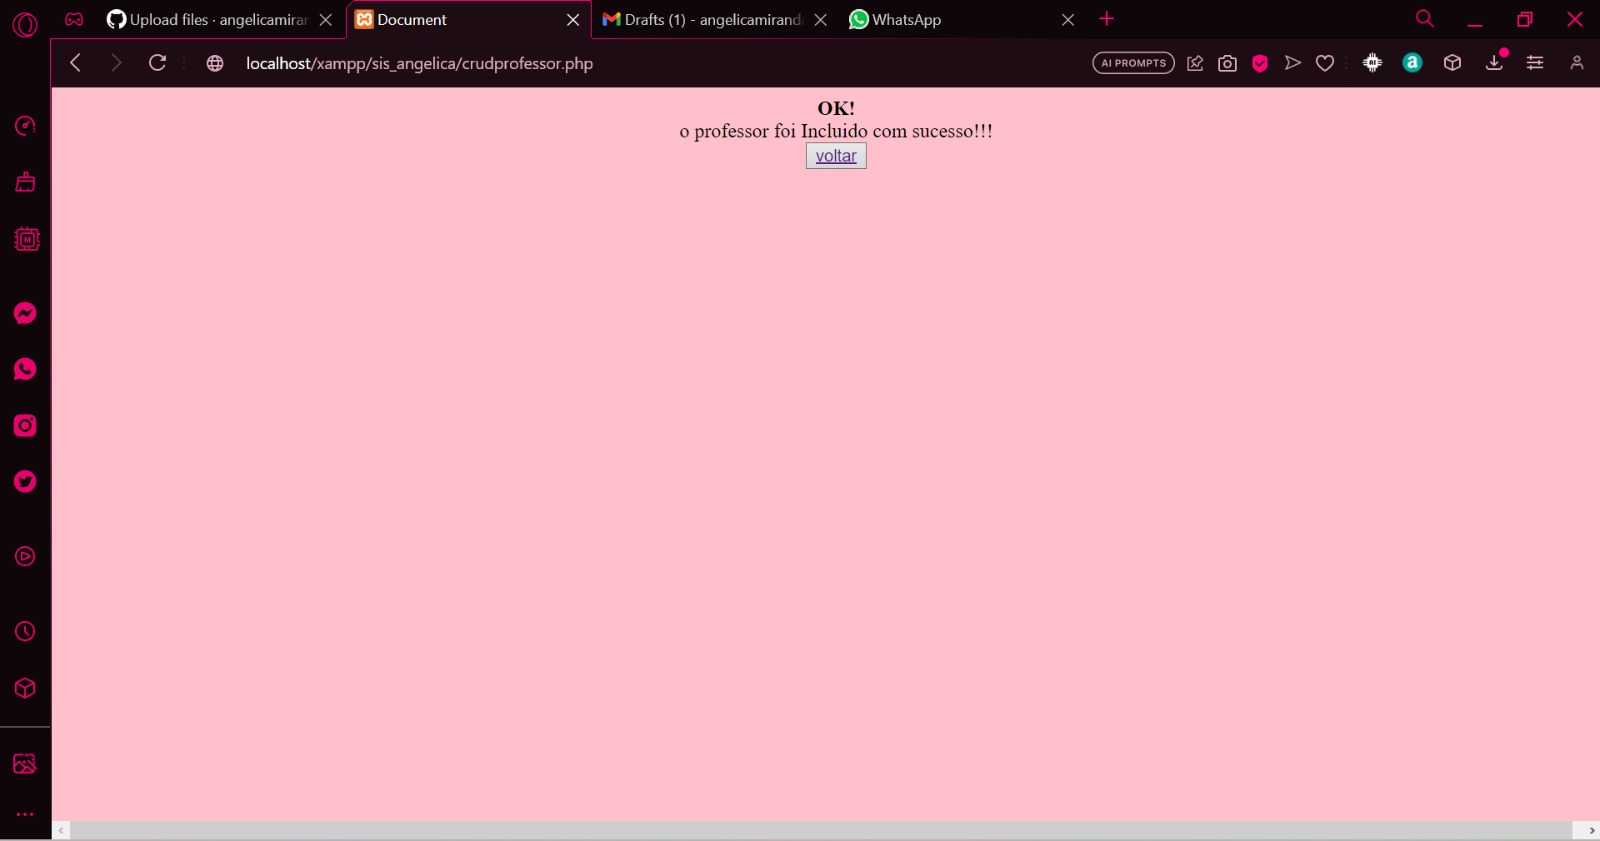 Upload files · angelicamiran
Document
Drafts (1) - angelicamirand
WhatsApp
localhost/xampp/sis_angelica/crudprofessor.php
AI PROMPTS
OK!
o professor foi Incluido com sucesso!!!
voltar